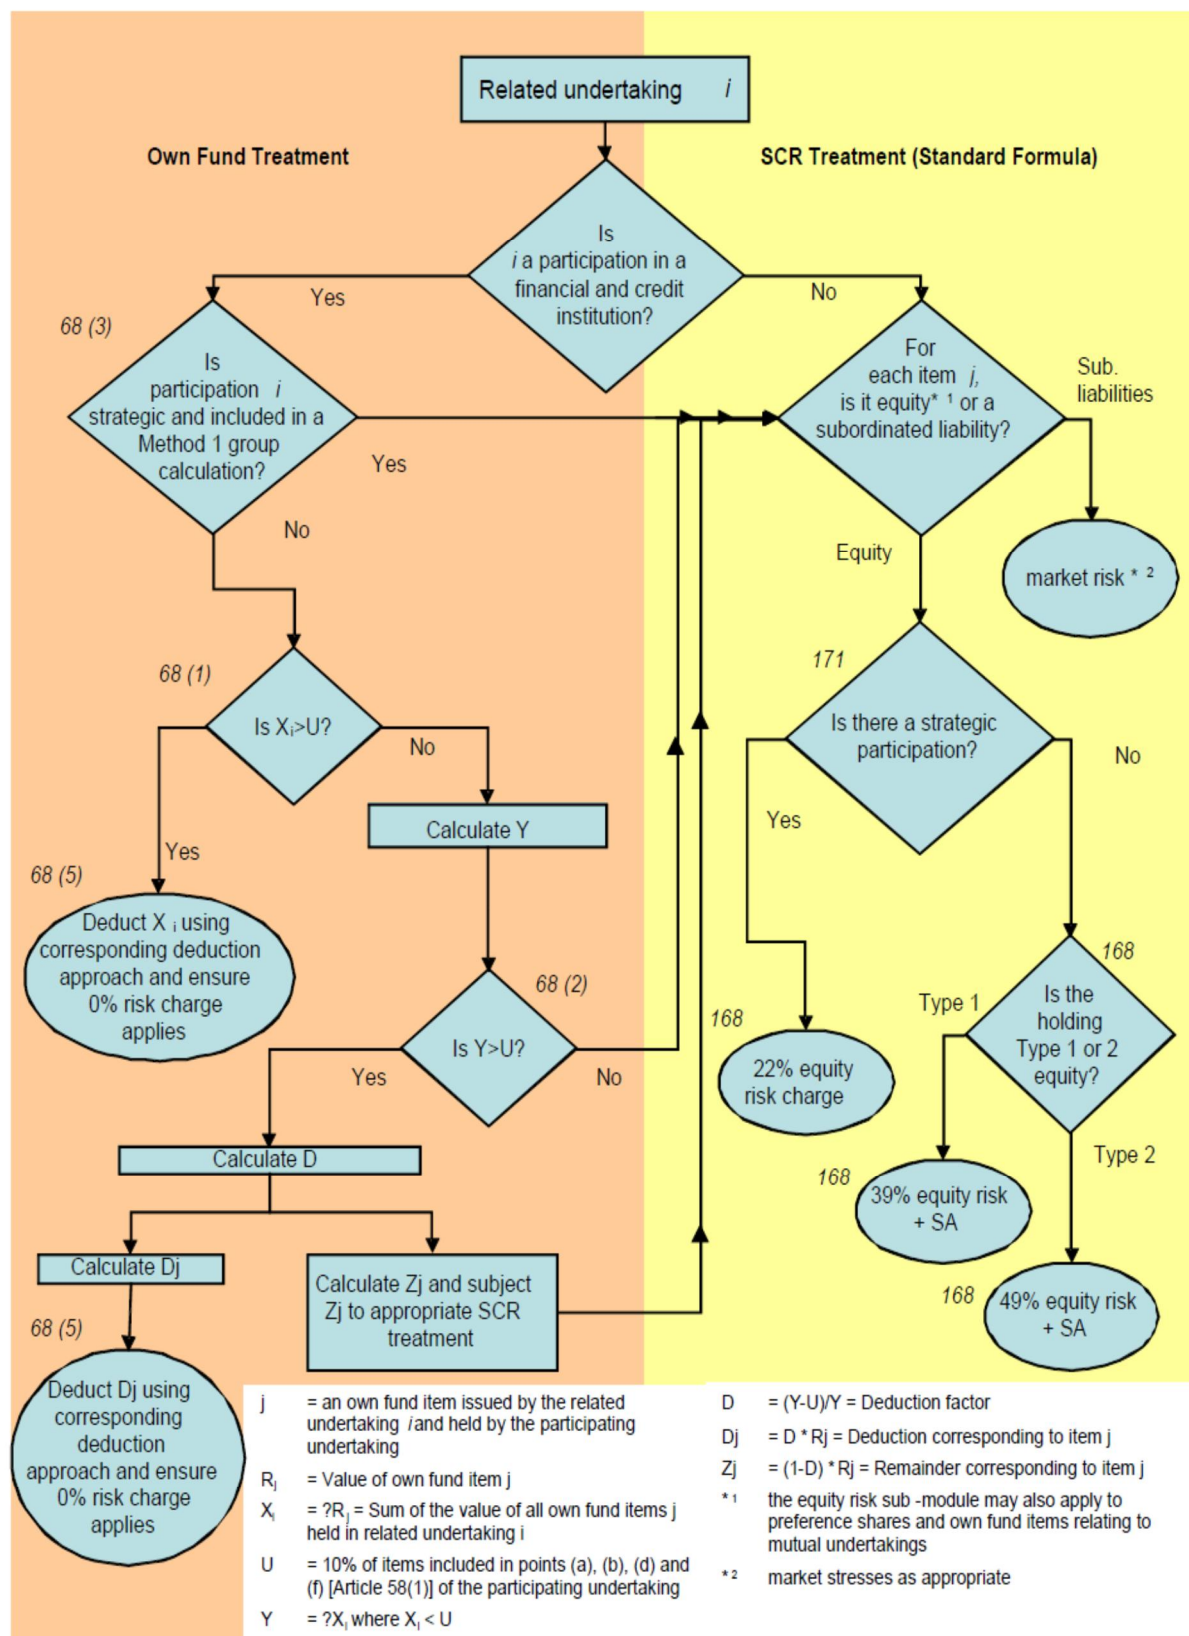 Related undertaking i
Own Fund Treatment
SCR Treatment (Standard Formula)
Is
i a participation in a
financial and credit
institution?
Yes
No
68 (3)
Is
participation i
strategic and included in a
Method 1 group
calculation?
Yes
No
For
each item j,
is it equity* 1 or a
subordinated liability?
Sub.
liabilities
Equity
market risk * 2
68 (1)
Is Xi>U?
No
Yes
171
Is there a strategic
participation?
No
Yes
Calculate Y
68 (5)
Deduct X i using
corresponding deduction
approach and ensure
0% risk charge
applies
68 (2)
Is Y>U?
Yes
No
168
22% equity
risk charge
168
Type 1
Is the
holding
Type 1 or 2
equity?
Type 2
Calculate D
168
39% equity risk
+ SA
Calculate Dj
Calculate Zj and subject
Zj to appropriate SCR
treatment
168
49% equity risk
+ SA
68 (5)
Deduct Dj using
corresponding
deduction
approach and ensure
0% risk charge
applies
j = an own fund item issued by the related
undertaking i and held by the participating
undertaking
Rj = Value of own fund item j
Xi = ?Rj = Sum of the value of all own fund items j
held in related undertaking i
U = 10% of items included in points (a), (b), (d) and
(f) [Article 58(1)] of the participating undertaking
Y = ?Xi where Xi < U
D = (Y-U)/Y = Deduction factor
Dj = D * Rj = Deduction corresponding to item j
Zj = (1-D) * Rj = Remainder corresponding to item j
* 1 the equity risk sub -module may also apply to
preference shares and own fund items relating to
mutual undertakings
* 2 market stresses as appropriate